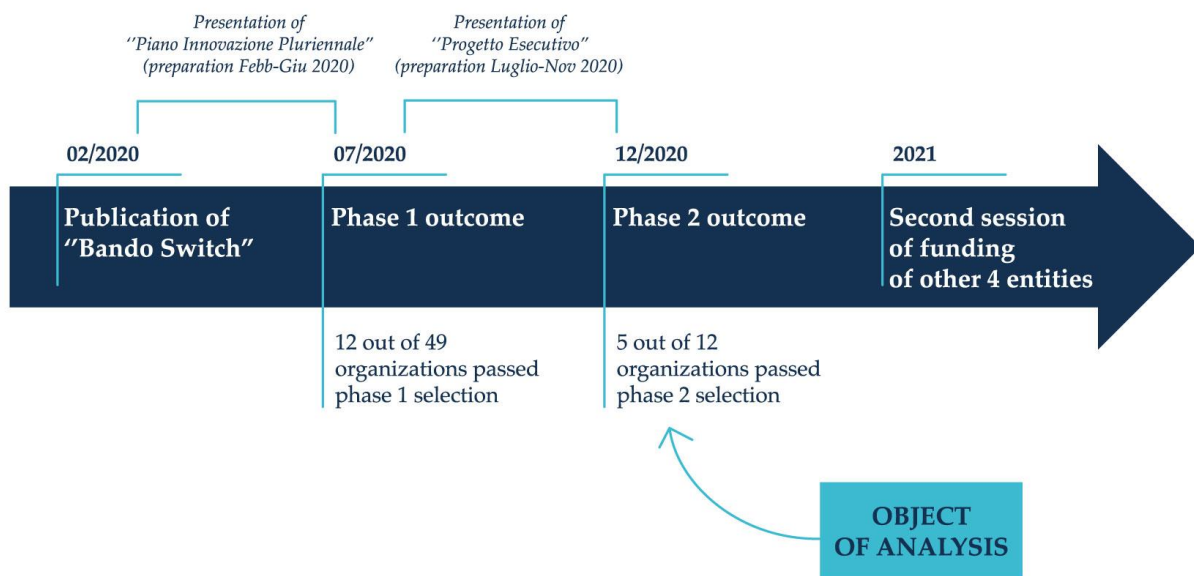 Presentation of
‘‘Piano Innovazione Pluriennale”
(preparation Febb-Giu 2020)
Presentation of
‘‘Progetto Esecutivo”
(preparation Luglio-Nov 2020)
02/2020
07/2020
12/2020
2021
Publication of
‘‘Bando Switch”
Phase 1 outcome
Phase 2 outcome
Second session
of funding
of other 4 entities
12 out of 49
organizations passed
phase 1 selection
5 out of 12
organizations passed
phase 2 selection
OBJECT
OF ANALYSIS